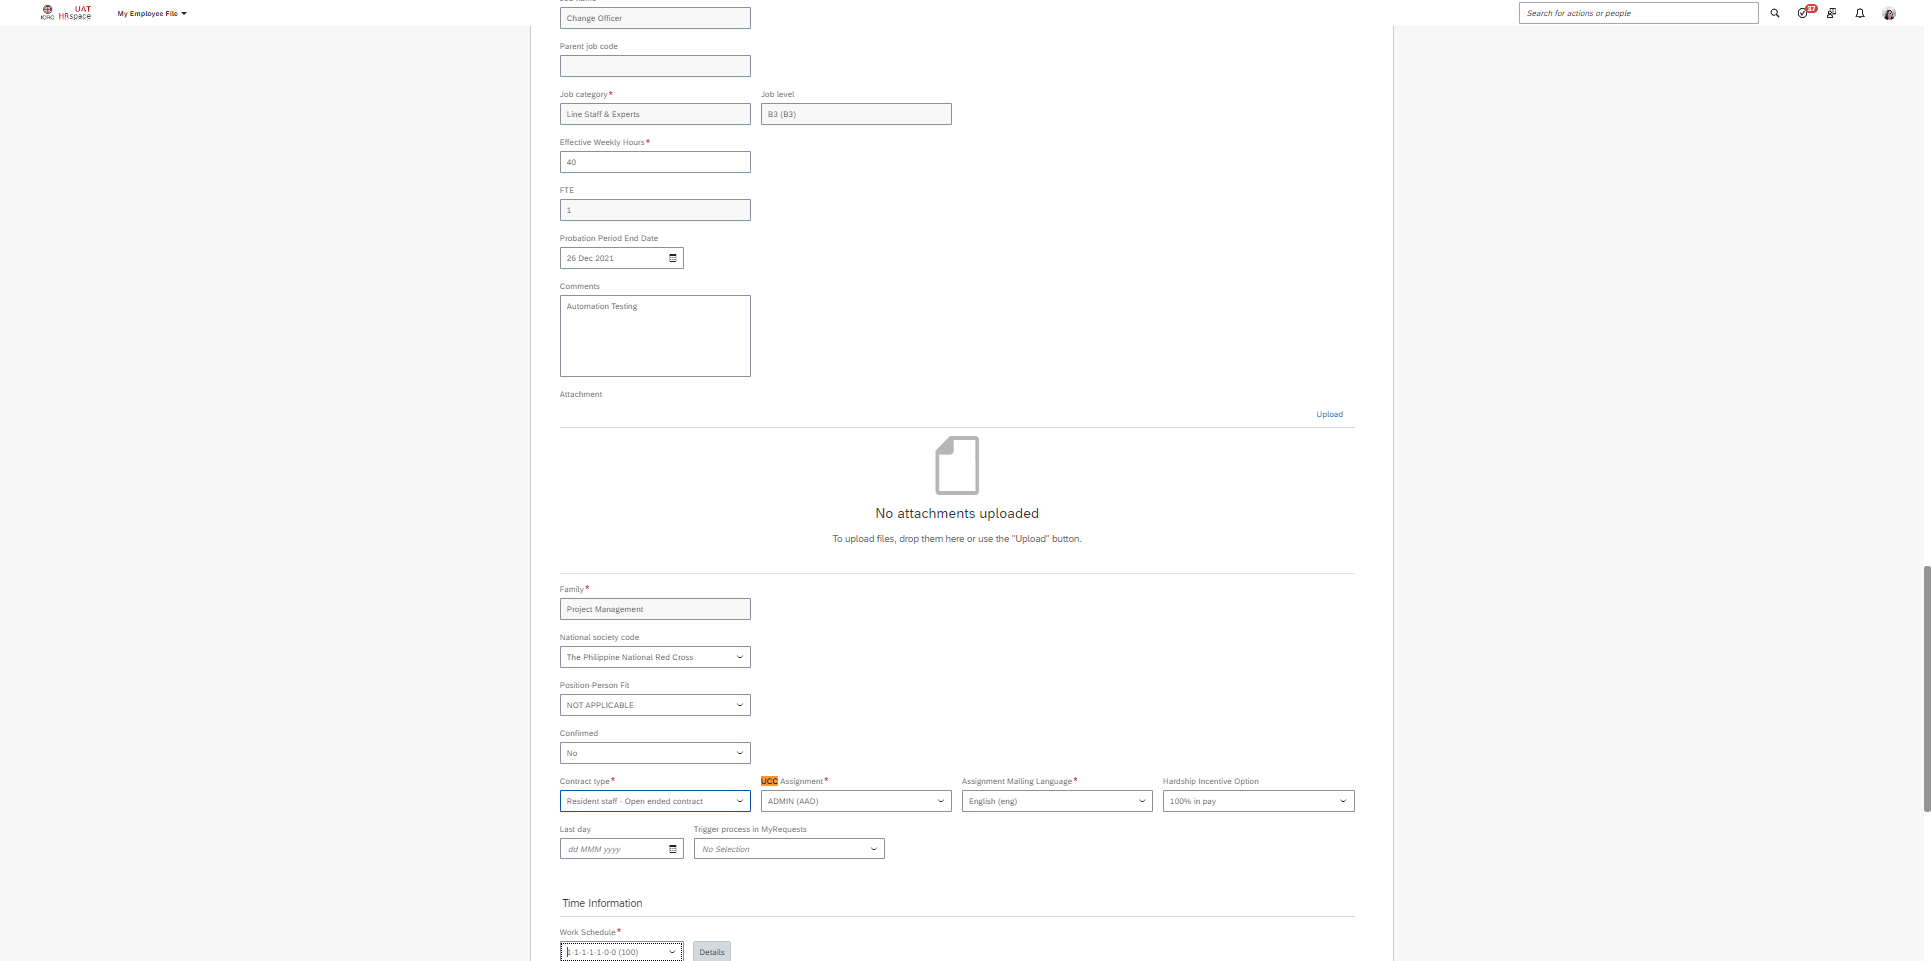 ICRC
UAT
HRspace
My Employee File
Search for actions or people
37
Change Officer
Parent job code
Job category*
Job level
Line Staff & Experts
B3 (B3)
Effective Weekly Hours*
40
FTE
1
Probation Period End Date
26 Dec 2021
Comments
Automation Testing
Attachment
Upload
No attachments uploaded
To upload files, drop them here or use the "Upload" button.
Family*
Project Management
National society code
The Philippine National Red Cross
Position-Person Fit
NOT APPLICABLE
Confirmed
No
Contract type*
UCC Assignment*
Assignment Mailing Language*
Hardship Incentive Option
Resident staff - Open ended contract
ADMIN (AAD)
English (eng)
100% in pay
Last day
Trigger process in MyRequests
dd MMM yyyy
No Selection
Time Information
Work Schedule*
1-1-1-1-1-0-0 (100)
Details